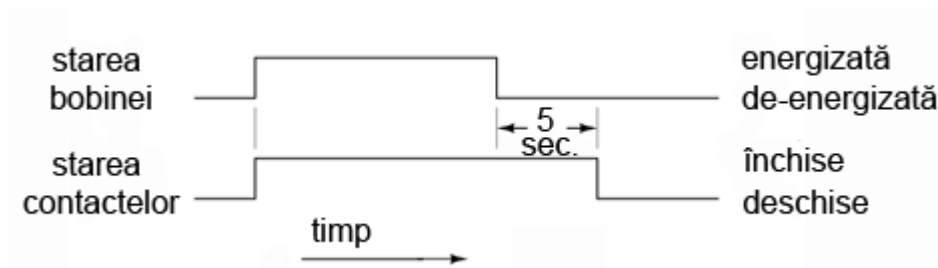 starea
bobinei
energizată
de-energizată
5
sec.
starea
contactelor
închise
deschise
timp